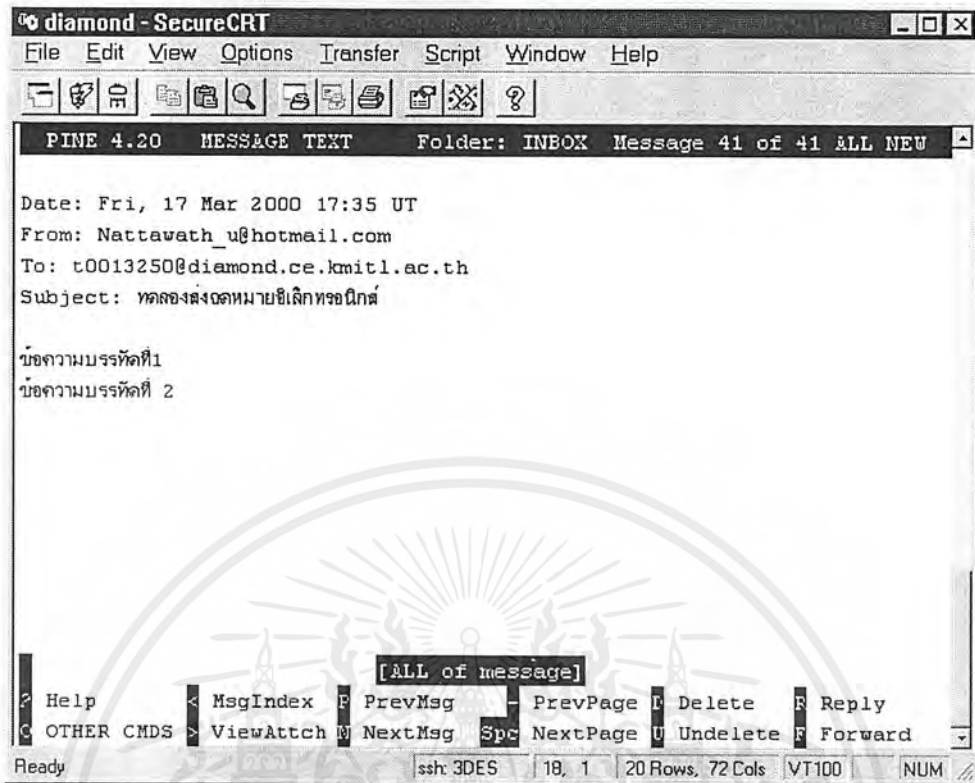 diamond - SecureCRT
File Edit View Options Transfer Script Window Help
PINE 4.20 MESSAGE TEXT Folder: INBOX Message 41 of 41 ALL NEW
Date: Fri, 17 Mar 2000 17:35 UT
From: Nattawath_u@hotmail.com
To: t0013250@diamond.ce.kmitl.ac.th
Subject: ทดลองส่งจดหมายอิเล็กทรอนิกส์
ข้อความบรรทัดที่1
ข้อความบรรทัดที่ 2
[ALL of message]
? Help < MsgIndex P PrevMsg - PrevPage D Delete R Reply
O OTHER CMDS > ViewAttch N NextMsg Spc NextPage U Undelete F Forward
Ready ssh: 3DES 18, 1 20 Rows, 72 Cols VT100 NUM